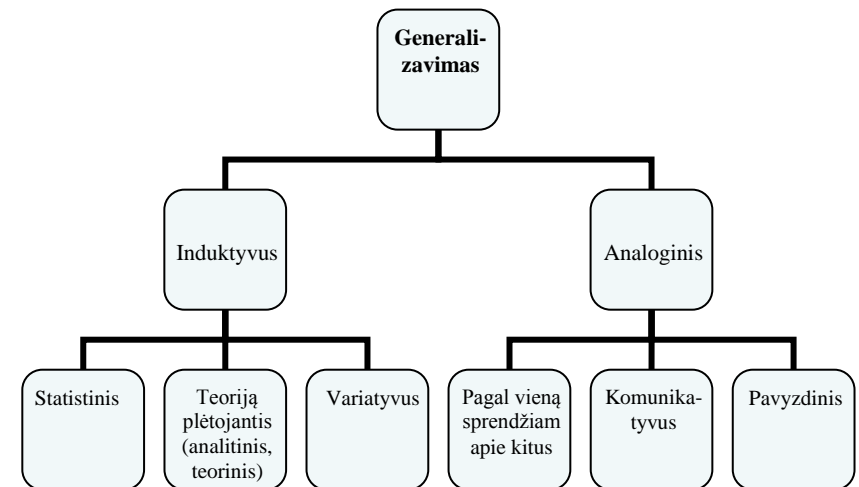 Generali-
zavimas
Induktyvus
Analoginis
Statistinis
Teoriją
plėtojantis
(analitinis,
teorinis)
Variatyvus
Pagal vieną
sprendžiam
apie kitus
Komunika-
tyvus
Pavyzdinis